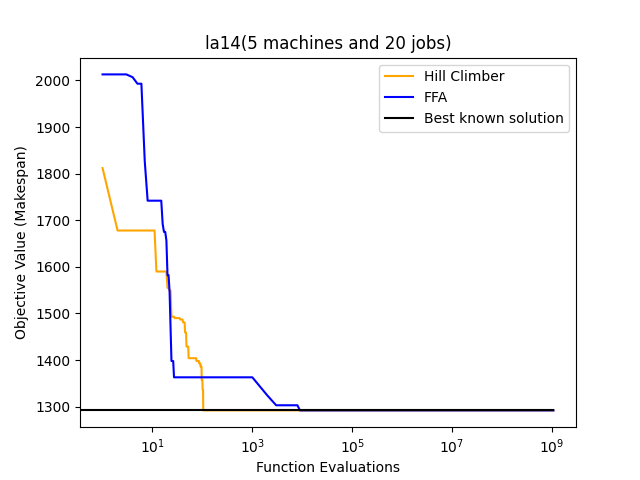 la14(5 machines and 20 jobs)
Hill Climber
FFA
Best known solution
Objective Value (Makespan)
2000
1900
1800
1700
1600
1500
1400
1300
10^1 10^3 10^5 10^7 10^9
Function Evaluations